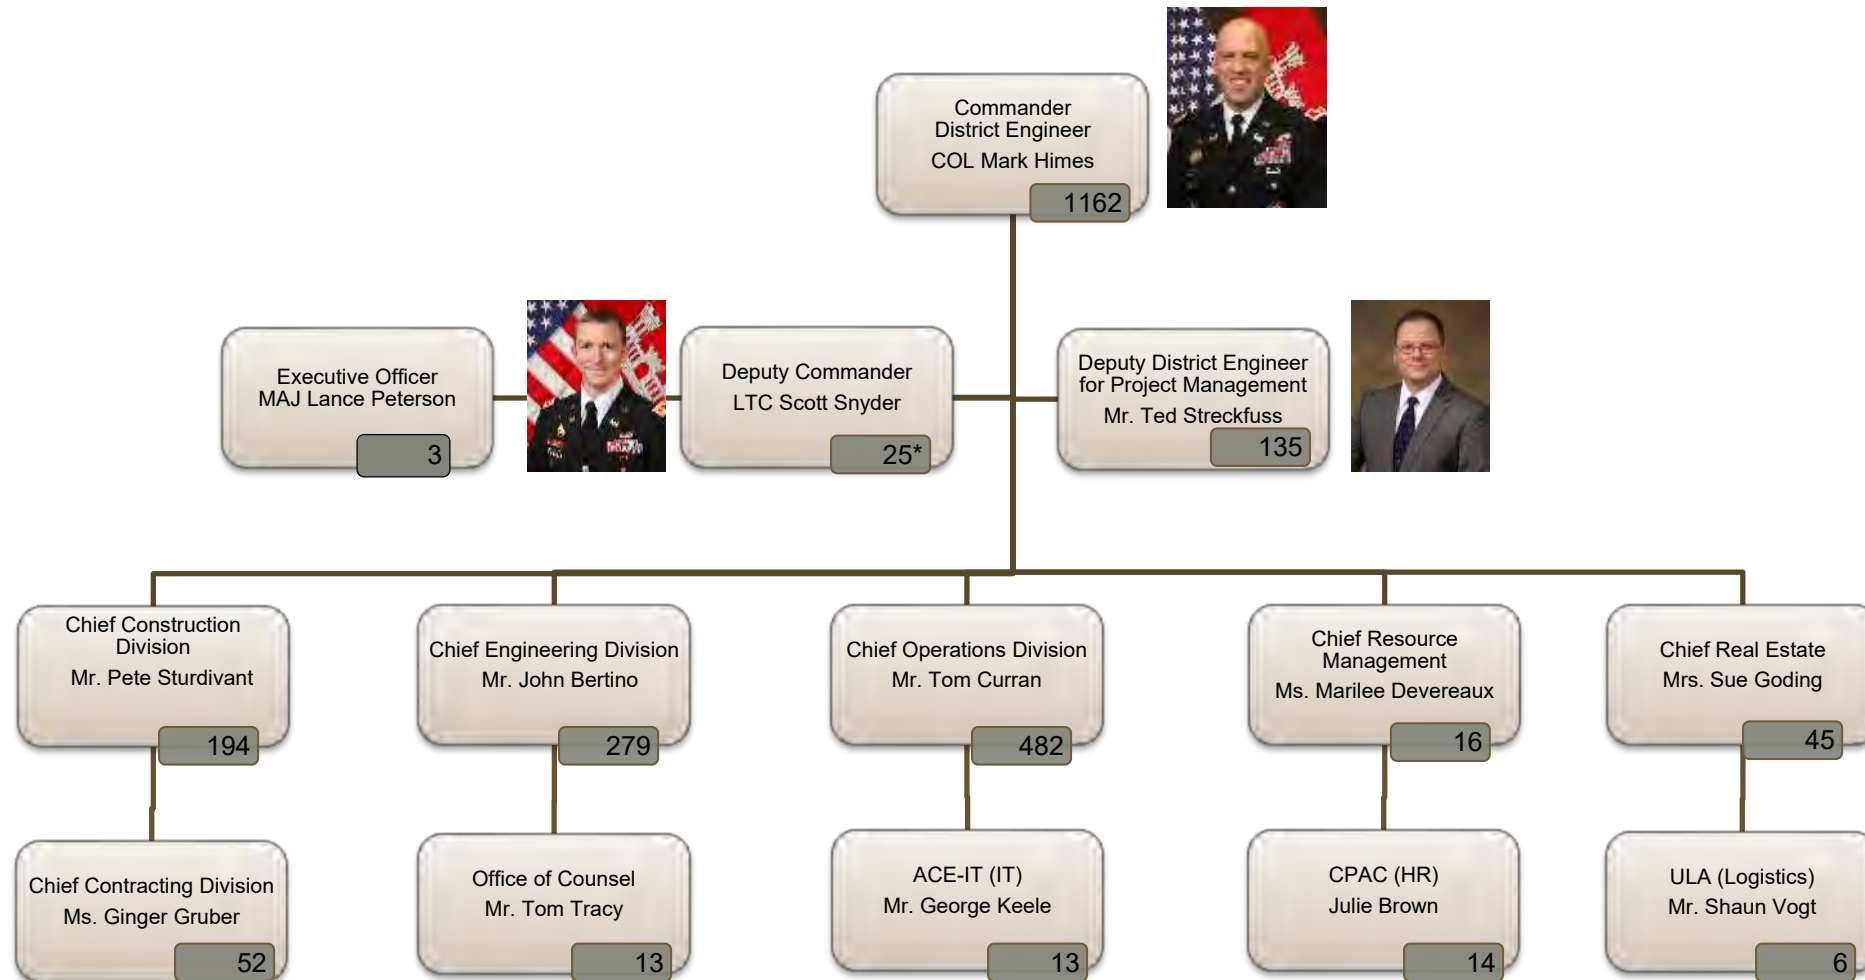 Commander
District Engineer
COL Mark Himes
1162
Executive Officer
MAJ Lance Peterson
3
Deputy Commander
LTC Scott Snyder
25*
Deputy District Engineer
for Project Management
Mr. Ted Streckfuss
135
Chief Construction
Division
Mr. Pete Sturdivant
194
Chief Engineering Division
Mr. John Bertino
279
Chief Operations Division
Mr. Tom Curran
482
Chief Resource
Management
Ms. Marilee Devereaux
16
Chief Real Estate
Mrs. Sue Goding
45
Chief Contracting Division
Ms. Ginger Gruber
52
Office of Counsel
Mr. Tom Tracy
13
ACE-IT (IT)
Mr. George Keele
13
CPAC (HR)
Julie Brown
14
ULA (Logistics)
Mr. Shaun Vogt
6